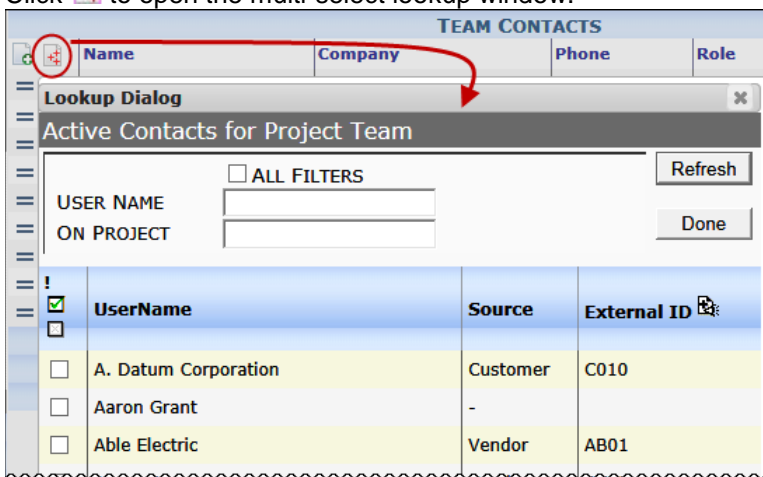 Click to open the multi-select lookup window.
TEAM CONTACTS
Name Company Phone Role
Lookup Dialog
Active Contacts for Project Team
ALL FILTERS Refresh
USER NAME
ON PROJECT Done
!
UserName Source External ID
A. Datum Corporation Customer C010
Aaron Grant -
Able Electric Vendor AB01